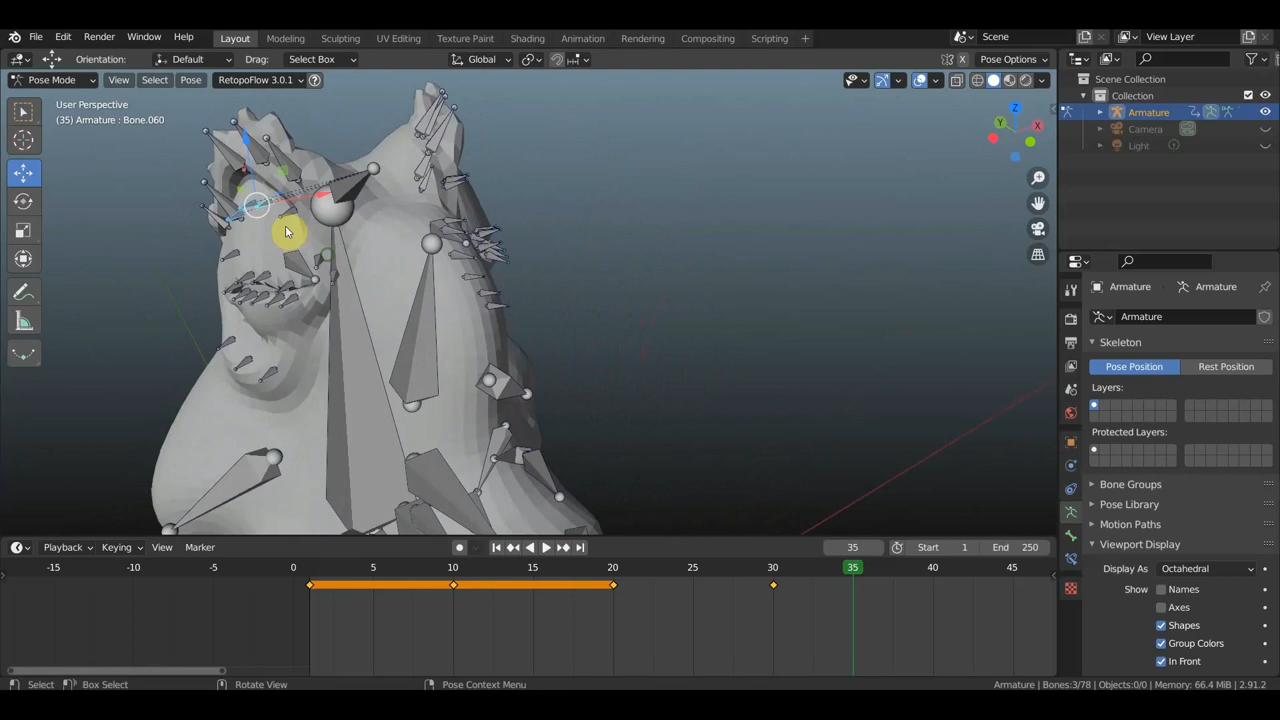 File Edit Render Window Help Layout Modeling Sculpting UV Editing Texture Paint Shading Animation Rendering Compositing Scripting + Scene View Layer
Orientation: Default Drag: Select Box Global X Pose Options
Pose Mode View Select Pose RetopoFlow 3.0.1 ?
Scene Collection
Collection
Armature
Camera
Light
User Perspective
(35) Armature : Bone.060
Z
Y
X
Armature Armature
Armature
Skeleton
Pose Position Rest Position
Layers:
Protected Layers:
Bone Groups
Pose Library
Motion Paths
Viewport Display
Display As Octahedral
Show Names
Axes
Shapes
Group Colors
In Front
Playback Keying View Marker 35 Start 1 End 250
-15 -10 -5 0 5 10 15 20 25 30 35 40 45
Select Box Select Rotate View Pose Context Menu Armature | Bones:3/78 | Objects:0/0 | Memory: 66.4 MiB | 2.91.2